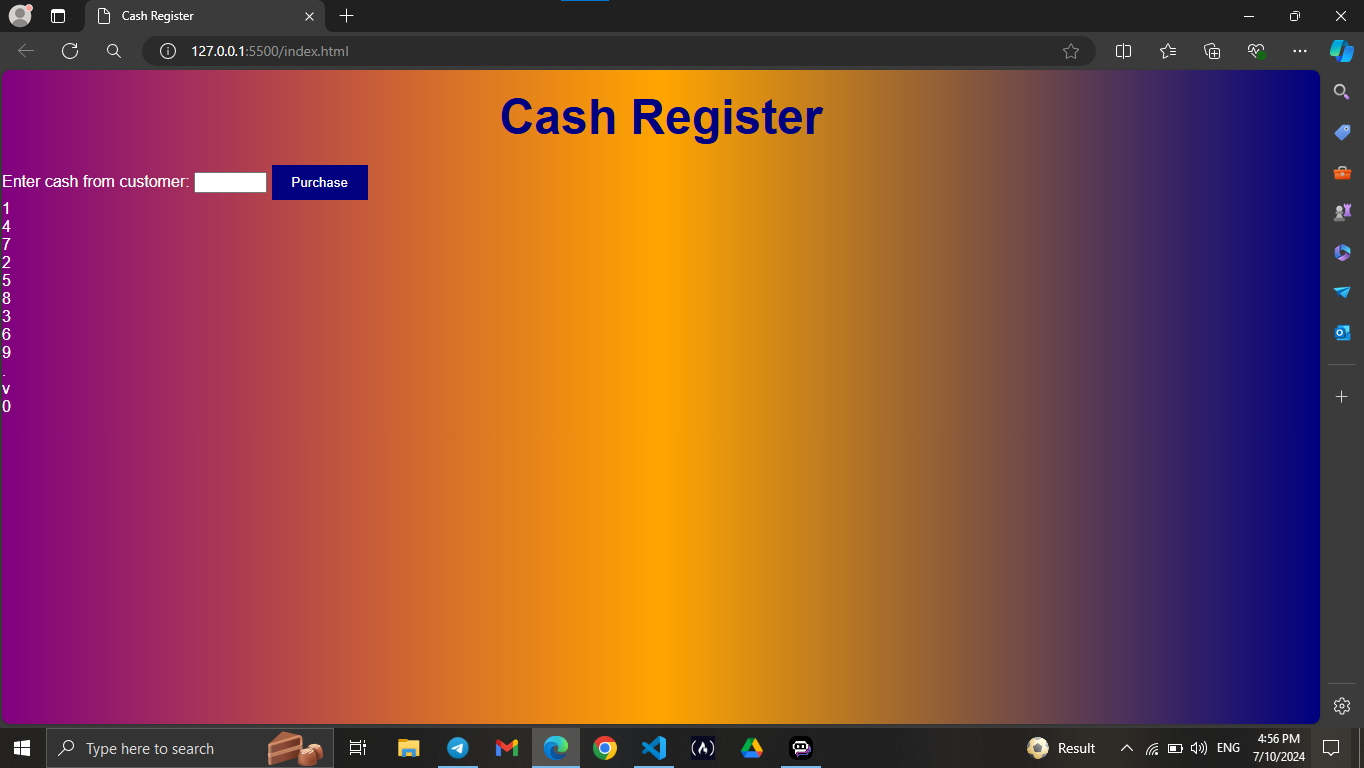 Cash Register
127.0.0.1:5500/index.html
Cash Register
Enter cash from customer: Purchase
1
4
7
2
5
8
3
6
9
.
v
0
Type here to search
Result
ENG
4:56 PM
7/10/2024